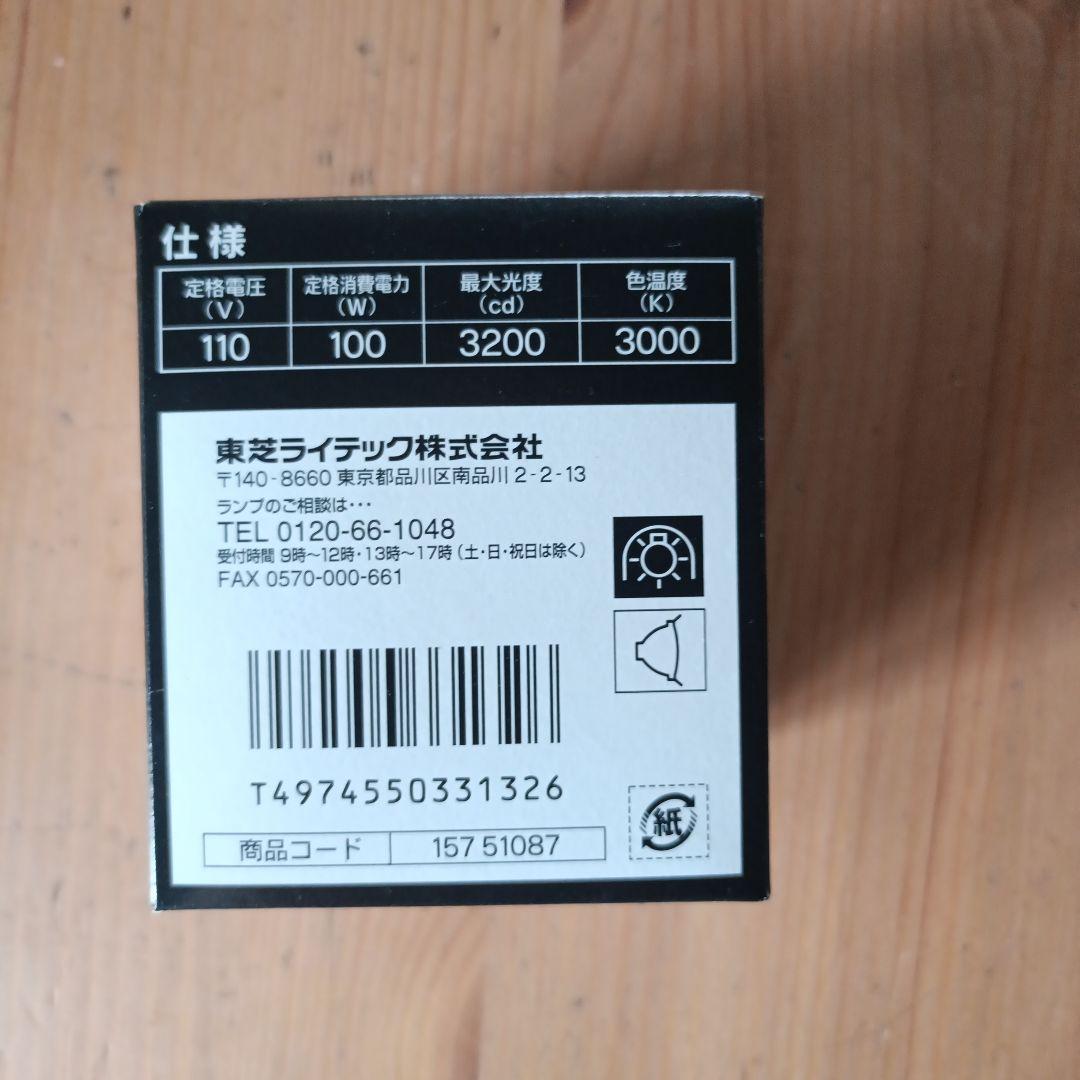 仕様
定格電圧 定格消費電力 最大光度 色温度
(V) (W) (cd) (K)
110 100 3200 3000
東芝ライテック株式会社
〒140-8660 東京都品川区南品川2-2-13
ランプのご相談は…
TEL 0120-66-1048
受付時間 9時〜12時・13時〜17時(土・日・祝日は除く)
FAX 0570-000-661
T4974550331326
紙
商品コード 157 51087